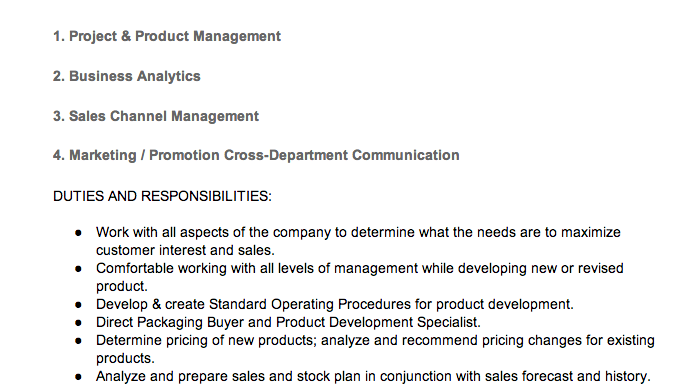 1. Project & Product Management
2. Business Analytics
3. Sales Channel Management
4. Marketing / Promotion Cross-Department Communication
DUTIES AND RESPONSIBILITIES:
● Work with all aspects of the company to determine what the needs are to maximize
customer interest and sales.
● Comfortable working with all levels of management while developing new or revised
product.
● Develop & create Standard Operating Procedures for product development.
● Direct Packaging Buyer and Product Development Specialist.
● Determine pricing of new products; analyze and recommend pricing changes for existing
products.
● Analyze and prepare sales and stock plan in conjunction with sales forecast and history.